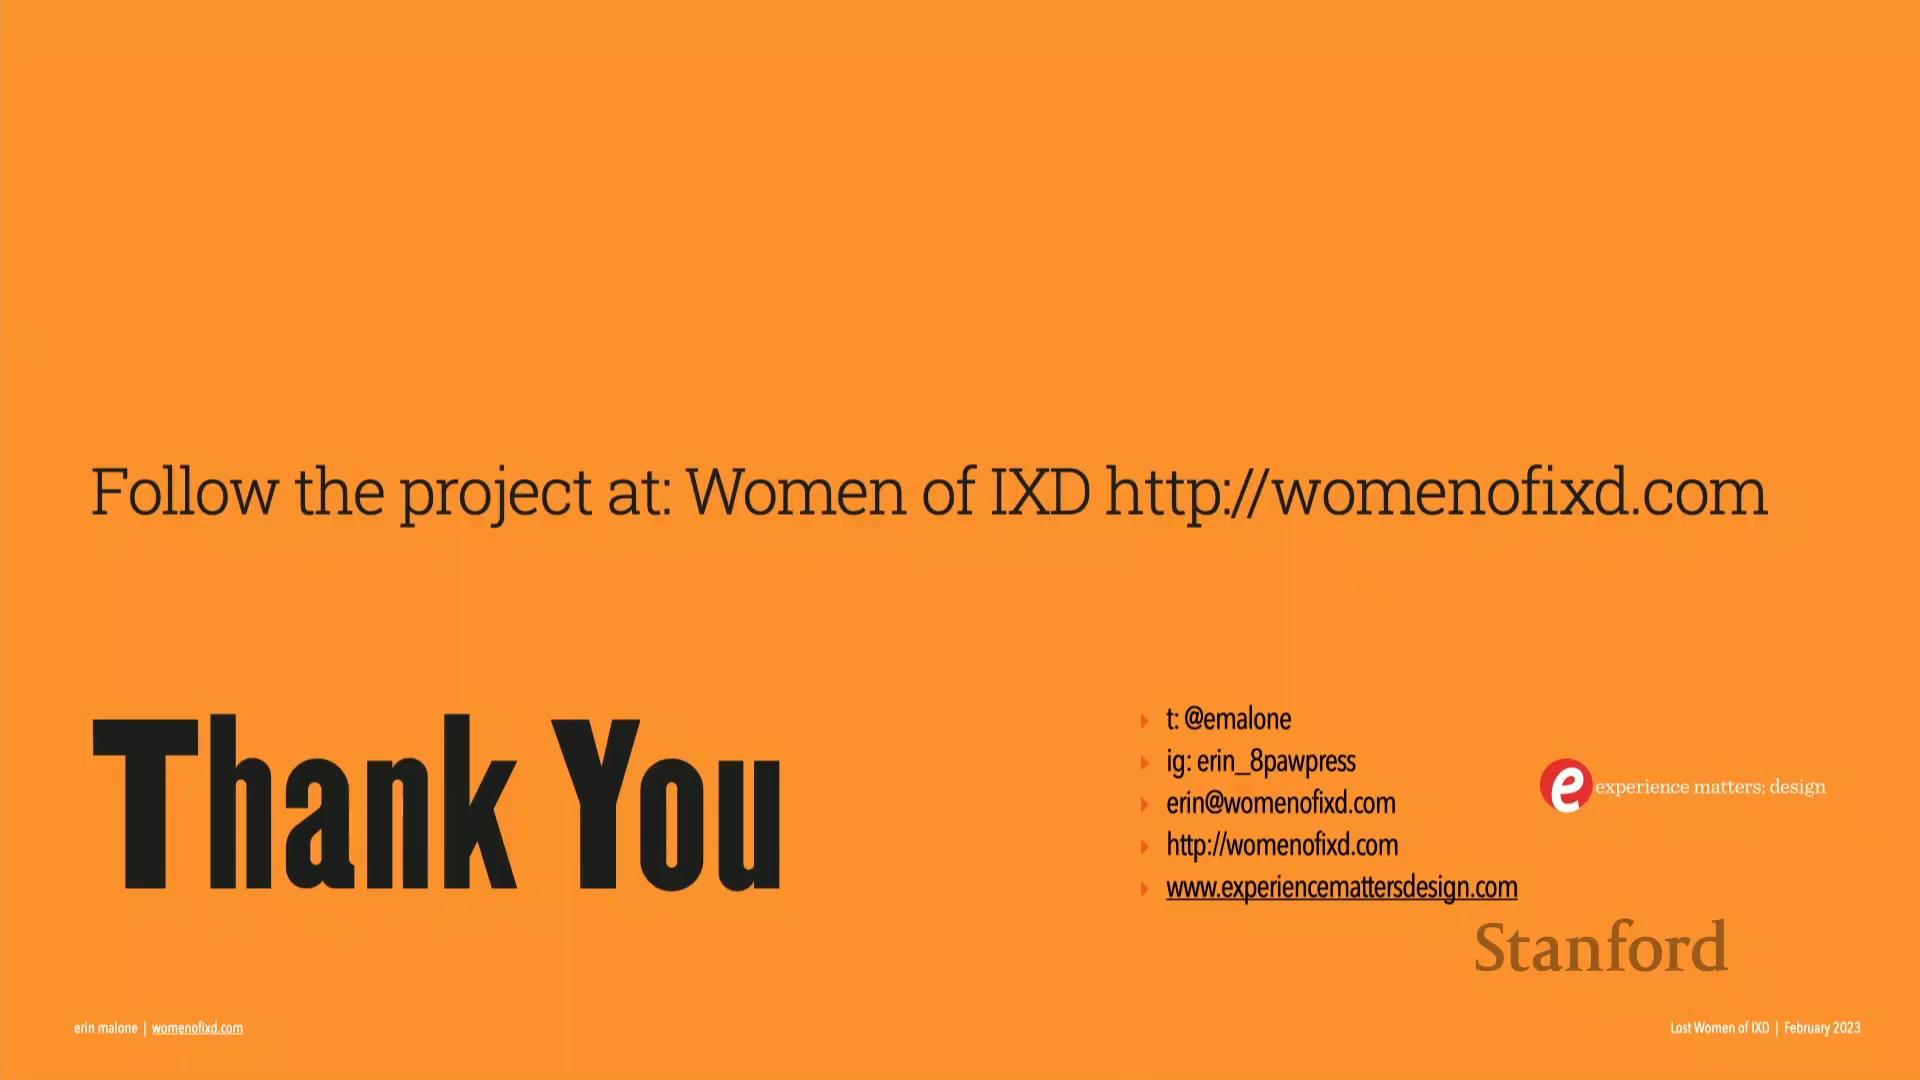 Follow the project at: Women of IXD http://womenofixd.com
Thank You
t: @emalone
ig: erin_8pawpress
erin@womenofixd.com
http://womenofixd.com
www.experiencemattersdesign.com
e experience matters: design
Stanford
erin malone | womenofixd.com
Lost Women of IXD | February 2023